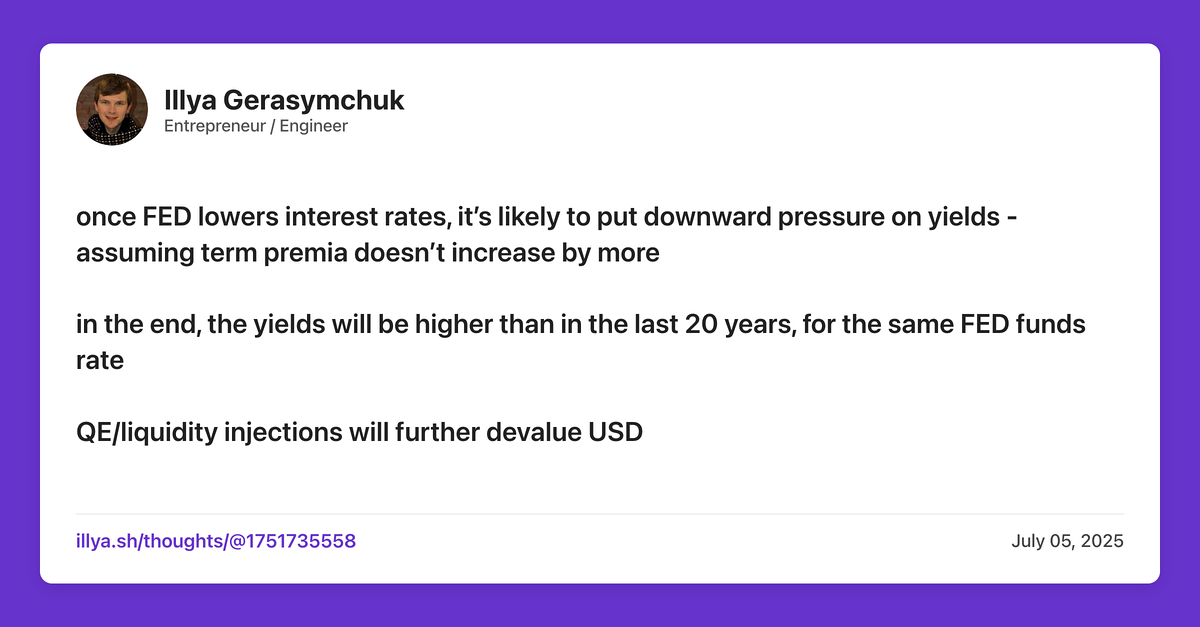 Illya Gerasymchuk
Entrepreneur / Engineer
once FED lowers interest rates, it’s likely to put downward pressure on yields -
assuming term premia doesn’t increase by more
in the end, the yields will be higher than in the last 20 years, for the same FED funds
rate
QE/liquidity injections will further devalue USD
illya.sh/thoughts/@1751735558
July 05, 2025